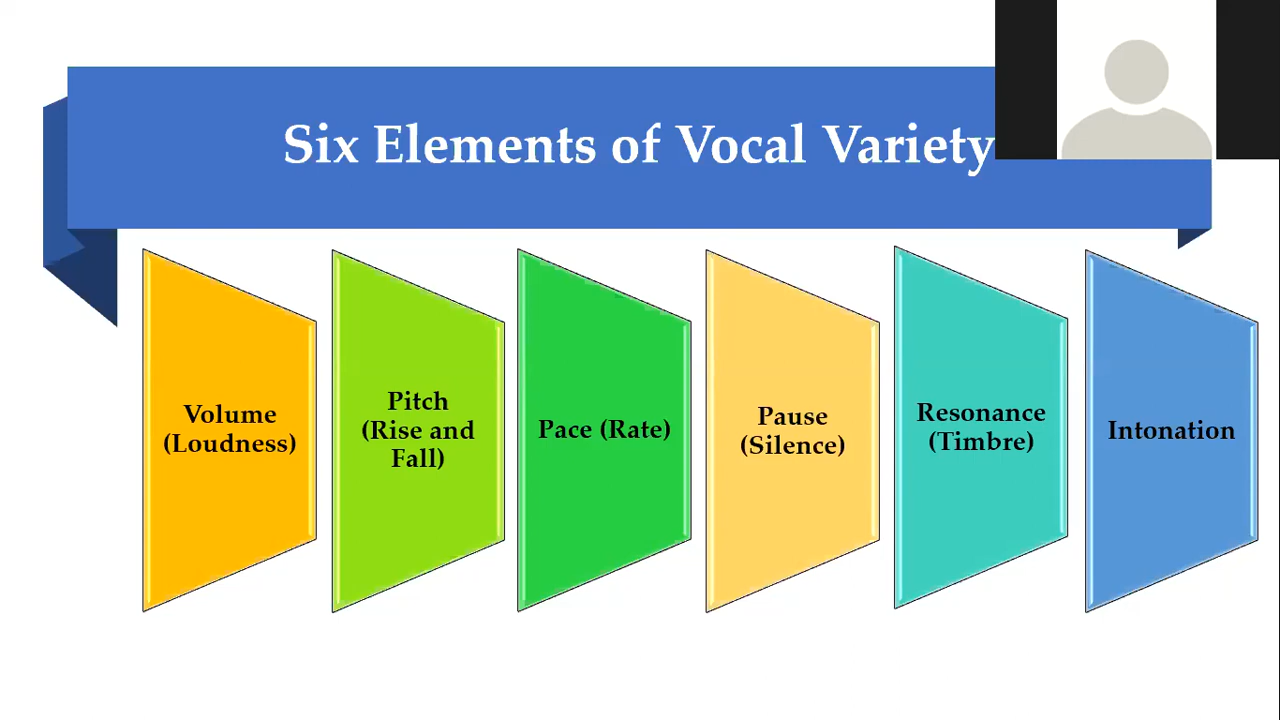 Six Elements of Vocal Variety
Volume
(Loudness)
Pitch
(Rise and
Fall)
Pace (Rate)
Pause
(Silence)
Resonance
(Timbre)
Intonation